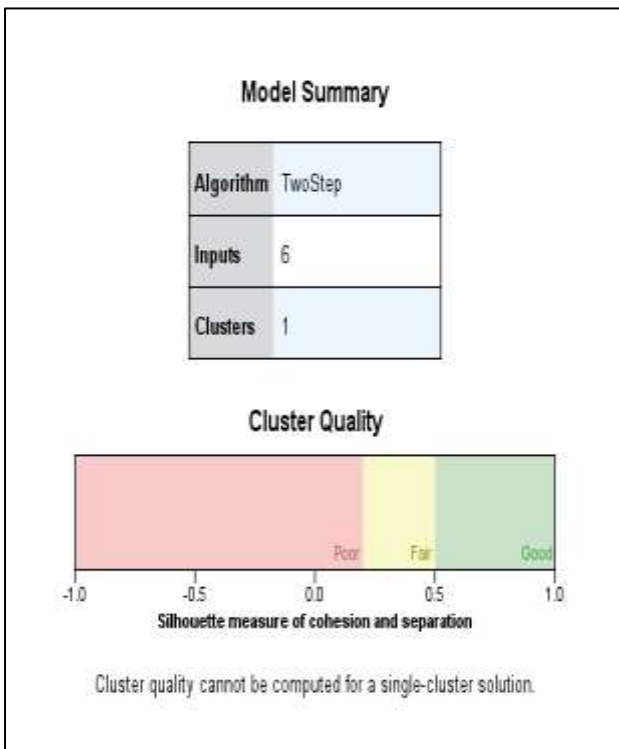 Model Summary
Algorithm TwoStep
Inputs 6
Clusters 1
Cluster Quality
Poor Fair Good
-1.0 -0.5 0.0 0.5 1.0
Silhouette measure of cohesion and separation
Cluster quality cannot be computed for a single-cluster solution.